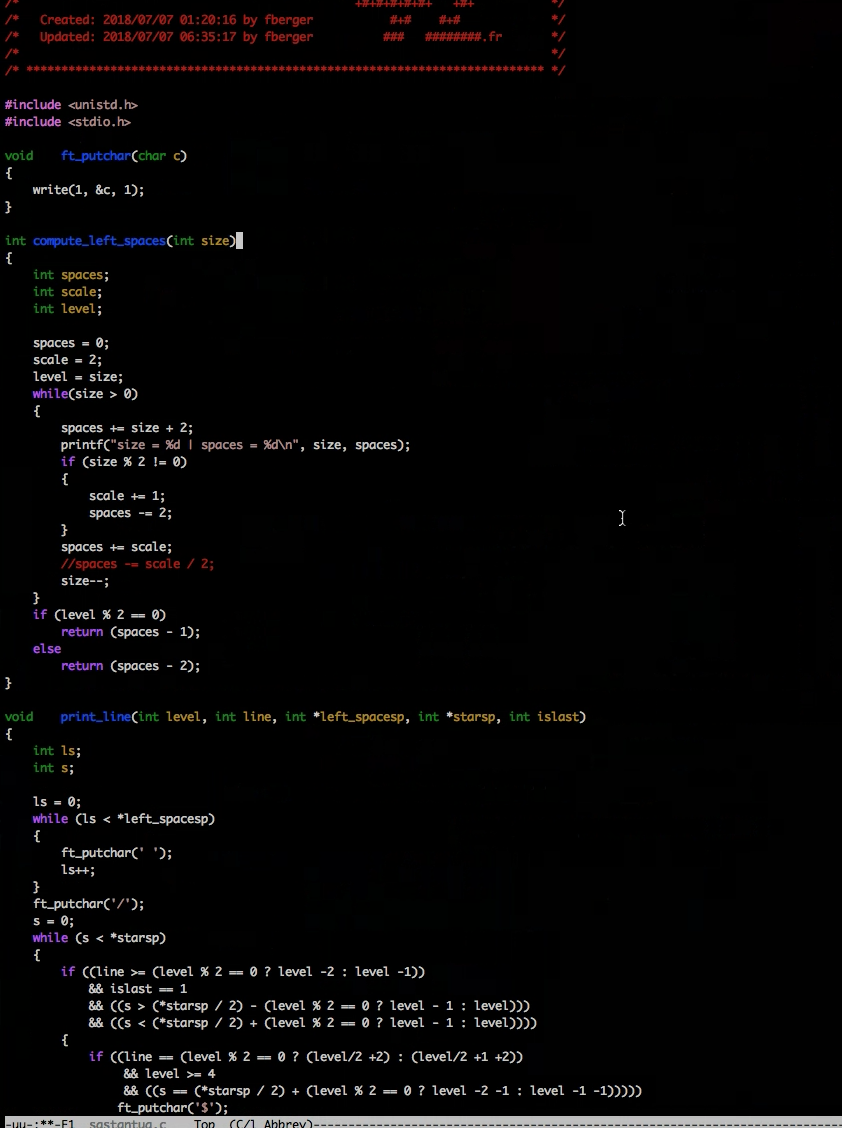 /* +#+#+#+#+#+ +#+ */
/* Created: 2018/07/07 01:20:16 by fberger #+# #+# */
/* Updated: 2018/07/07 06:35:17 by fberger ### ########.fr */
/* */
/* ************************************************************************** */
#include <unistd.h>
#include <stdio.h>
void ft_putchar(char c)
{
write(1, &c, 1);
}
int compute_left_spaces(int size)
{
int spaces;
int scale;
int level;
spaces = 0;
scale = 2;
level = size;
while(size > 0)
{
spaces += size + 2;
printf("size = %d | spaces = %d\n", size, spaces);
if (size % 2 != 0)
{
scale += 1;
spaces -= 2;
}
spaces += scale;
//spaces -= scale / 2;
size--;
}
if (level % 2 == 0)
return (spaces - 1);
else
return (spaces - 2);
}
void print_line(int level, int line, int *left_spacesp, int *starsp, int islast)
{
int ls;
int s;
ls = 0;
while (ls < *left_spacesp)
{
ft_putchar(' ');
ls++;
}
ft_putchar('/');
s = 0;
while (s < *starsp)
{
if ((line >= (level % 2 == 0 ? level -2 : level -1))
&& islast == 1
&& ((s > (*starsp / 2) - (level % 2 == 0 ? level - 1 : level)))
&& ((s < (*starsp / 2) + (level % 2 == 0 ? level - 1 : level))))
{
if ((line == (level % 2 == 0 ? (level/2 +2) : (level/2 +1 +2))
&& level >= 4
&& ((s == (*starsp / 2) + (level % 2 == 0 ? level -2 -1 : level -1 -1)))))
ft_putchar('$');
-uu-:**-F1 sastantua.c Top (C/l Abbrev)------------------------------------------------------------